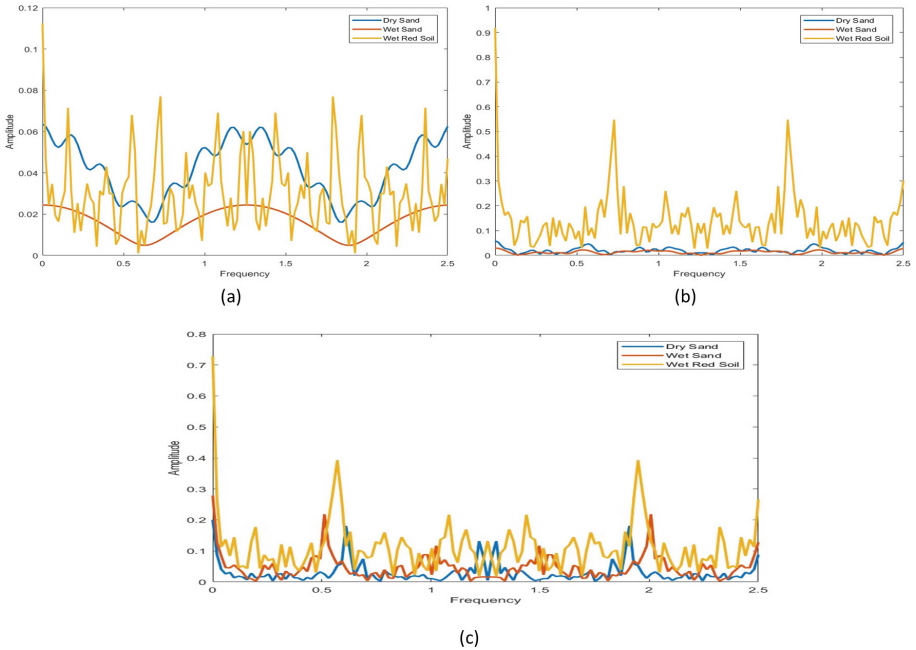 0.12
0.1
0.08
0.06
0.04
0.02
0
Amplitude
Dry Sand
Wet Sand
Wet Red Soil
0 0.5 1 1.5 2 2.5
Frequency
(a)
1
0.9
0.8
0.7
0.6
0.5
0.4
0.3
0.2
0.1
0
Amplitude
Dry Sand
Wet Sand
Wet Red Soil
0 0.5 1 1.5 2 2.5
Frequency
(b)
0.8
0.7
0.6
0.5
0.4
0.3
0.2
0.1
0
Amplitude
Dry Sand
Wet Sand
Wet Red Soil
0 0.5 1 1.5 2 2.5
Frequency
(c)